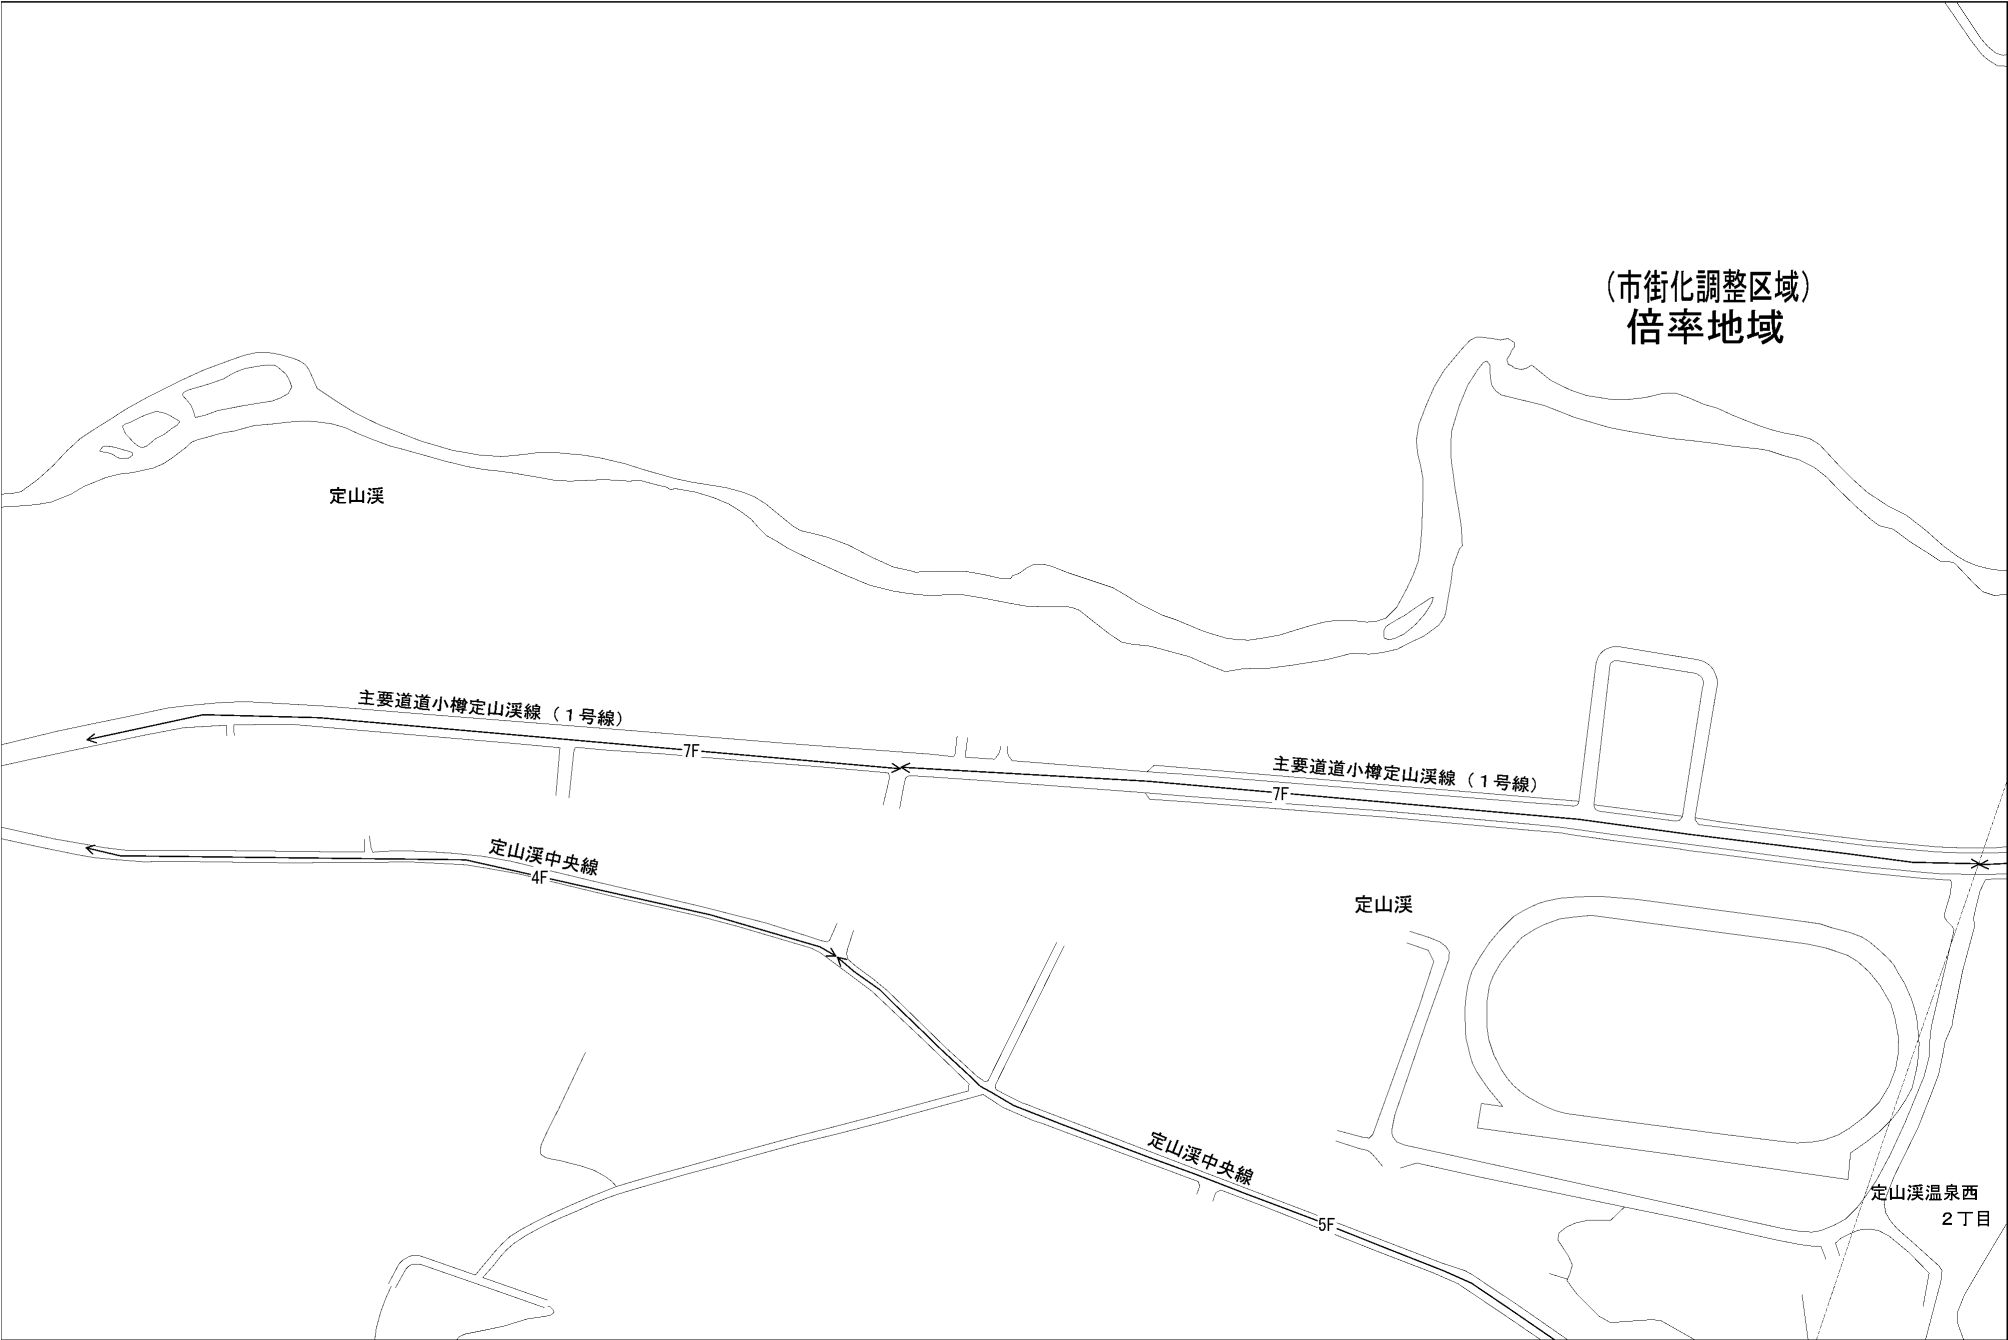 （市街化調整区域）
倍率地域
定山渓
主要道道小樽定山渓線（１号線）
7F
主要道道小樽定山渓線（１号線）
7F
定山渓中央線
4F
定山渓
定山渓中央線
5F
定山渓温泉西
２丁目